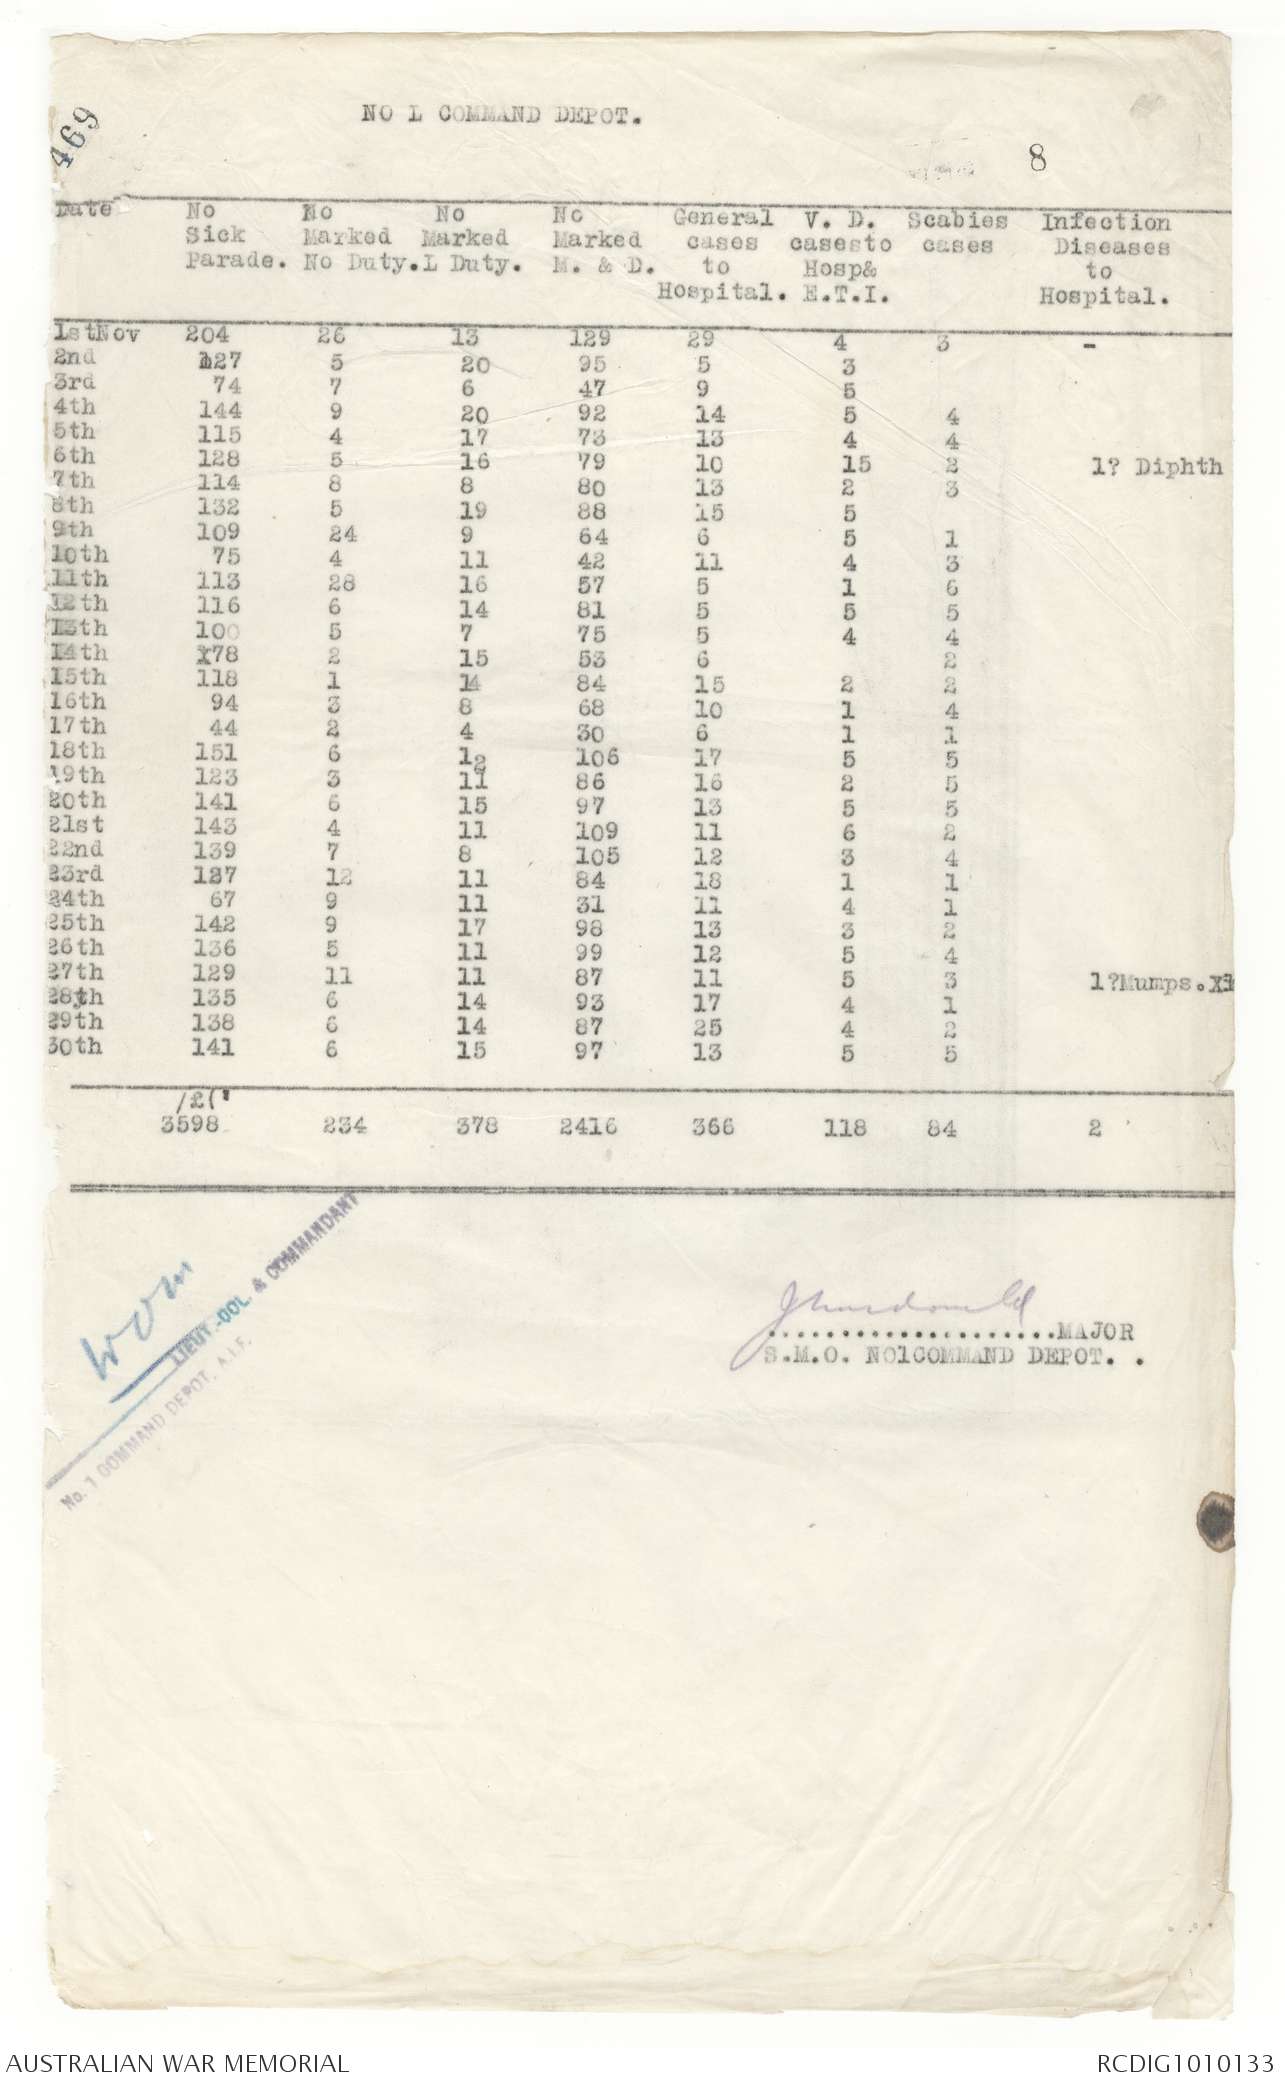 NO L COMMAND DEPOT.
469
8
Date No Sick Parade. No Marked No Duty. No Marked L Duty. No Marked M. & D. General cases to Hospital. V. D. casesto Hosp& E.T.I. Scabies cases Infection Diseases to Hospital.
1stNov 204 26 13 129 29 4 3 -
2nd 127 5 20 95 5 3
3rd 74 7 6 47 9 5
4th 144 9 20 92 14 5 4
5th 115 4 17 73 13 4 4
6th 128 5 16 79 10 15 2 1? Diphth
7th 114 8 8 80 13 2 3
8th 132 5 19 88 15 5
9th 109 24 9 64 6 5 1
10th 75 4 11 42 11 4 3
11th 113 28 16 57 5 1 6
12th 116 6 14 81 5 5 5
13th 100 5 7 75 5 4 4
14th 78 2 15 53 6 2
15th 118 1 14 84 15 2 2
16th 94 3 8 68 10 1 4
17th 44 2 4 30 6 1 1
18th 151 6 12 106 17 5 5
19th 123 3 11 86 16 2 5
20th 141 6 15 97 13 5 5
21st 143 4 11 109 11 6 2
22nd 139 7 8 105 12 3 4
23rd 127 12 11 84 18 1 1
24th 67 9 11 31 11 4 1
25th 142 9 17 98 13 3 2
26th 136 5 11 99 12 5 4
27th 129 11 11 87 11 5 3 1?Mumps.
28th 135 6 14 93 17 4 1
29th 138 6 14 87 25 4 2
30th 141 6 15 97 13 5 5
/£('
3598 234 378 2416 366 118 84 2
LIEUT.-COL. & COMMANDANT
No. 1 COMMAND DEPOT, A.I.F.
JMacdonald
....................MAJOR
S.M.O. NO1COMMAND DEPOT. .
AUSTRALIAN WAR MEMORIAL
RCDIG1010133